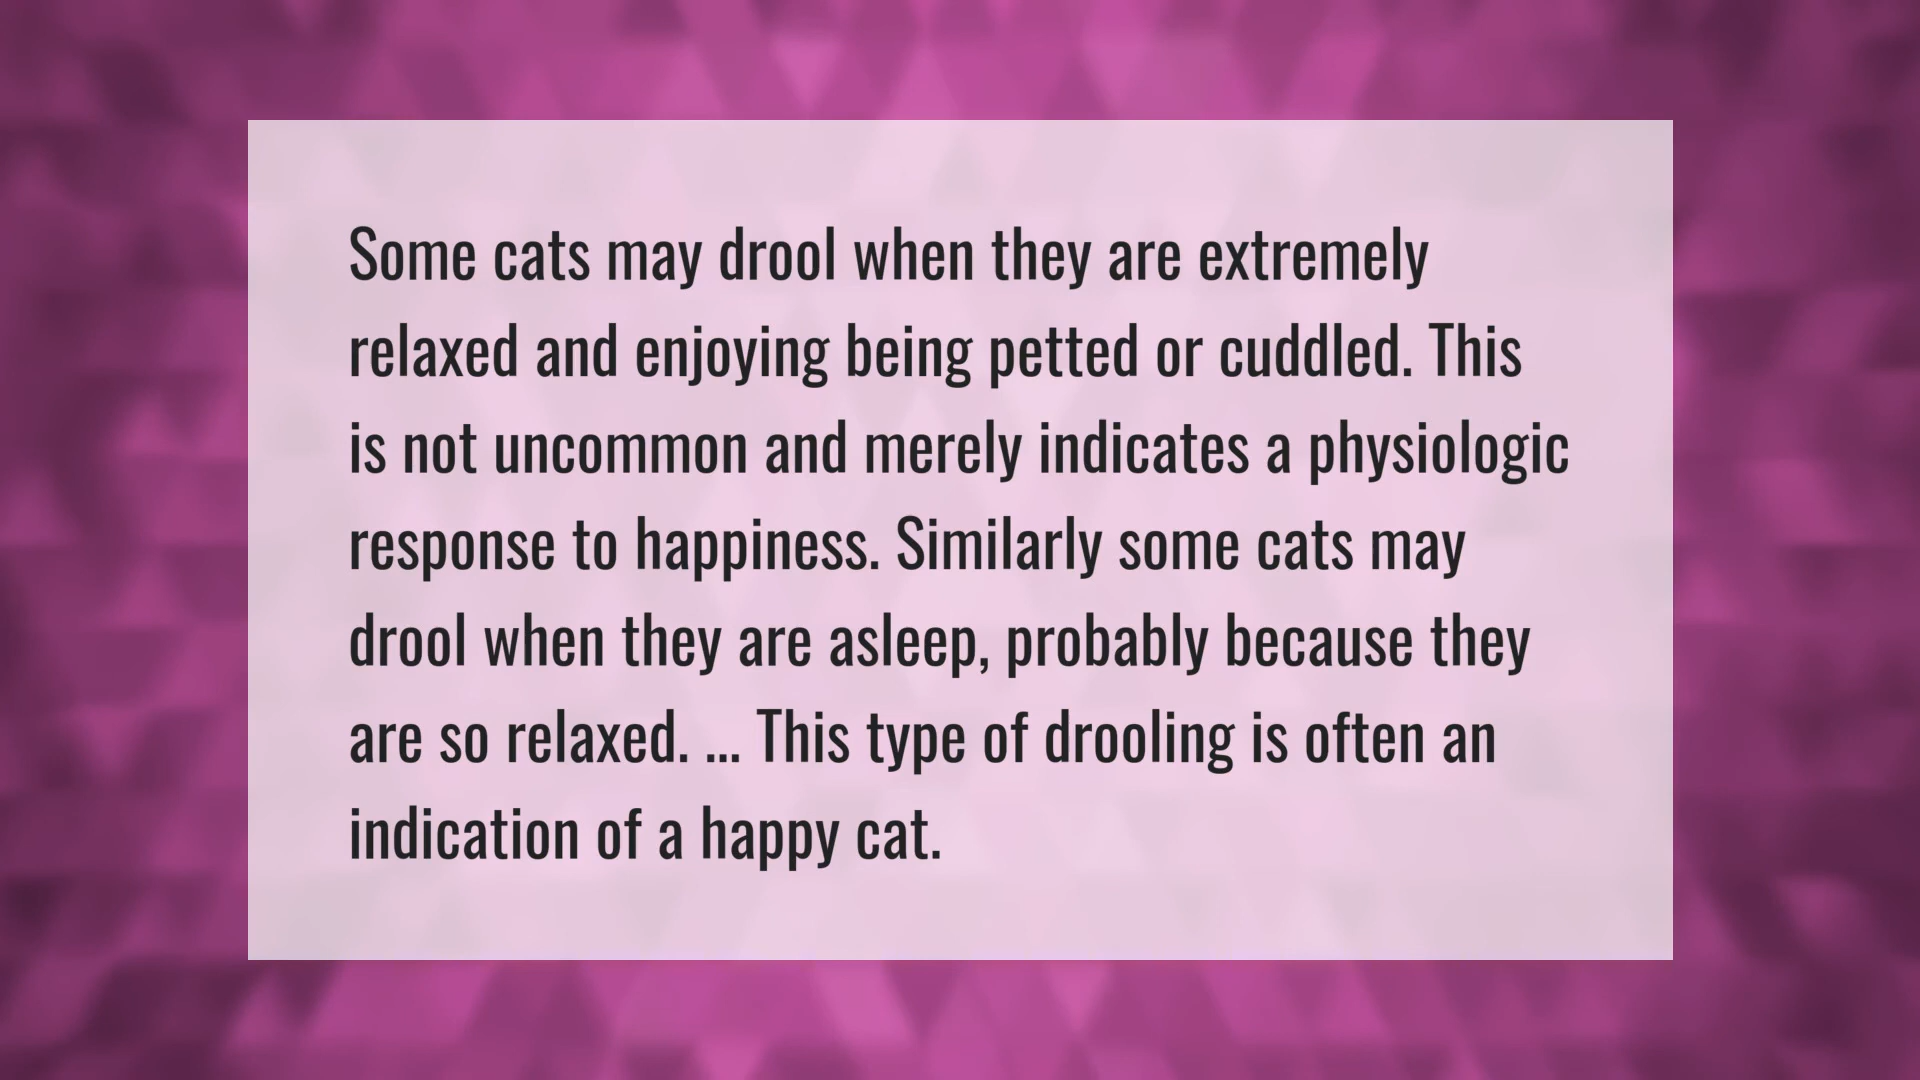 Some cats may drool when they are extremely
relaxed and enjoying being petted or cuddled. This
is not uncommon and merely indicates a physiologic
response to happiness. Similarly some cats may
drool when they are asleep, probably because they
are so relaxed. ... This type of drooling is often an
indication of a happy cat.